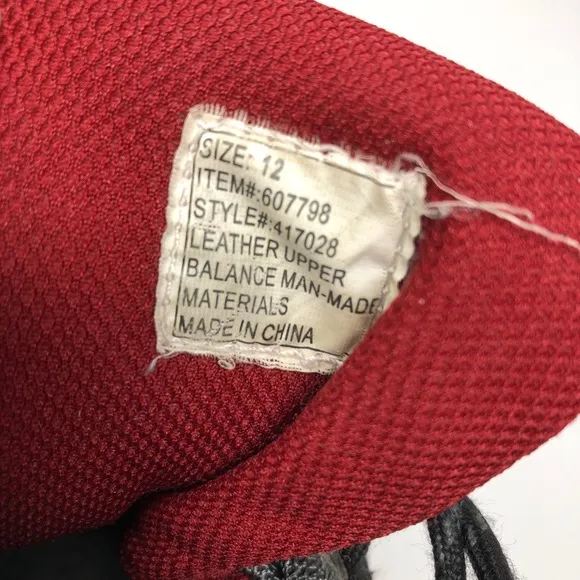 SIZE: 12
ITEM#:607798
STYLE#:417028
LEATHER UPPER
BALANCE MAN-MADE
MATERIALS
MADE IN CHINA